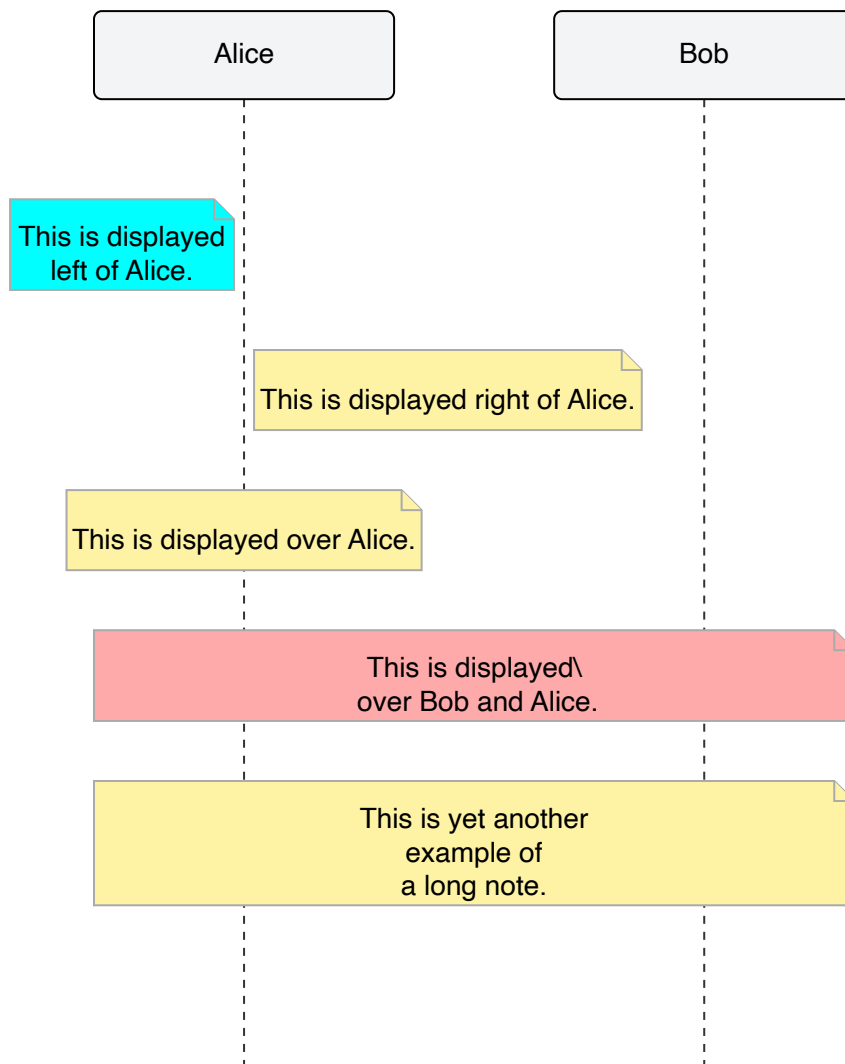 Alice
Bob
This is displayed
left of Alice.
This is displayed right of Alice.
This is displayed over Alice.
This is displayed\
over Bob and Alice.
This is yet another
example of
a long note.